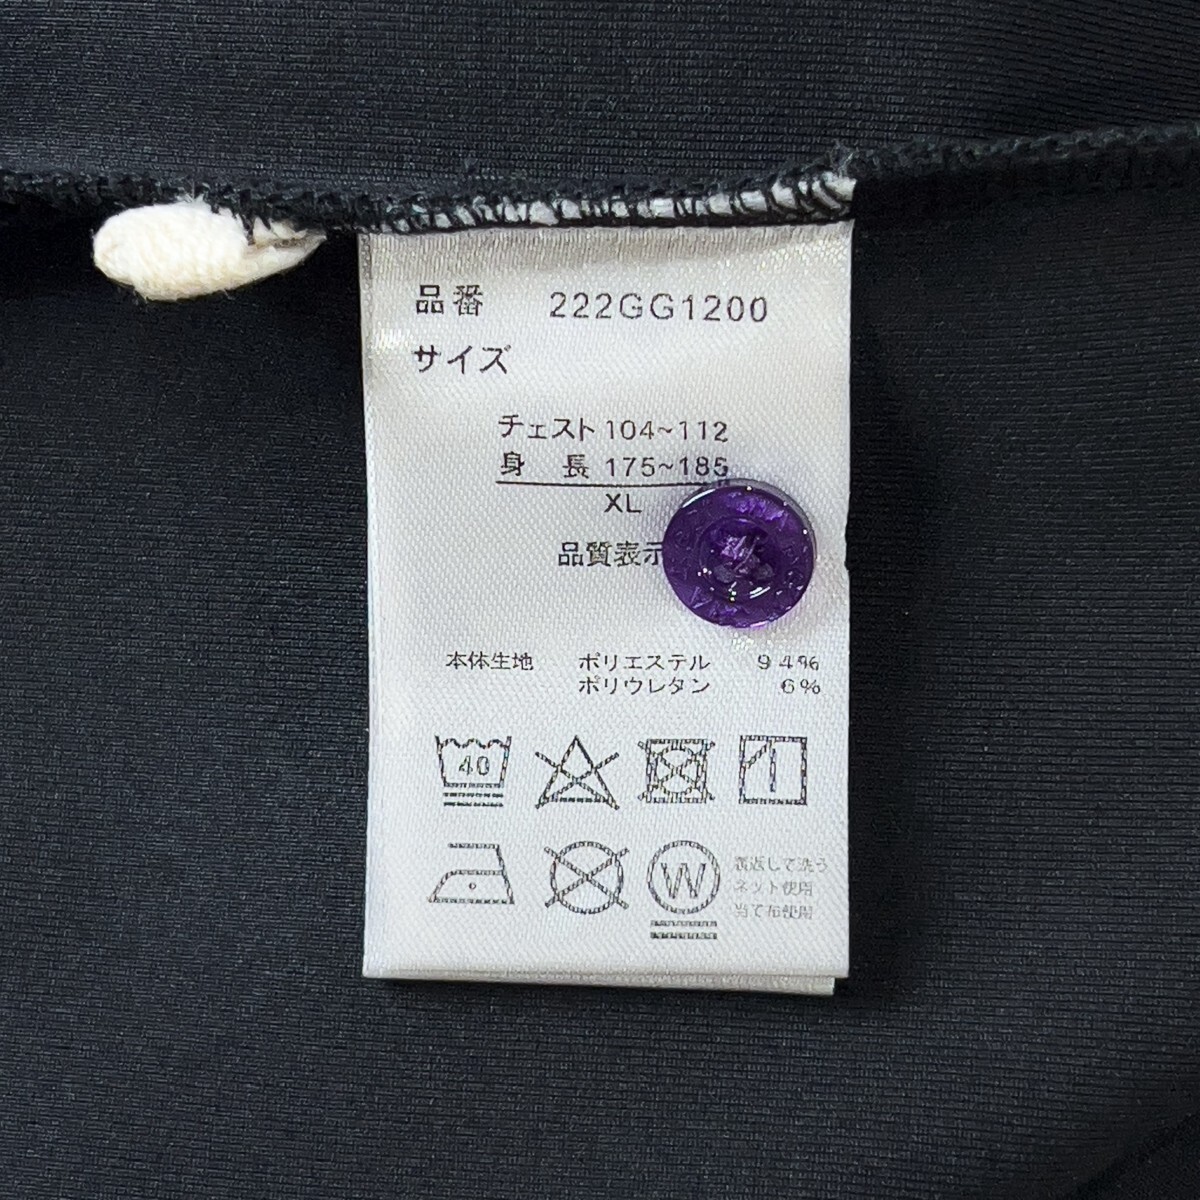 品番 222GG1200
サイズ
チェスト 104~112
身 長 175~185
XL
品質表示
本体生地 ポリエステル 94%
ポリウレタン 6%
40
W
裏返して洗う
ネット使用
当て布使用